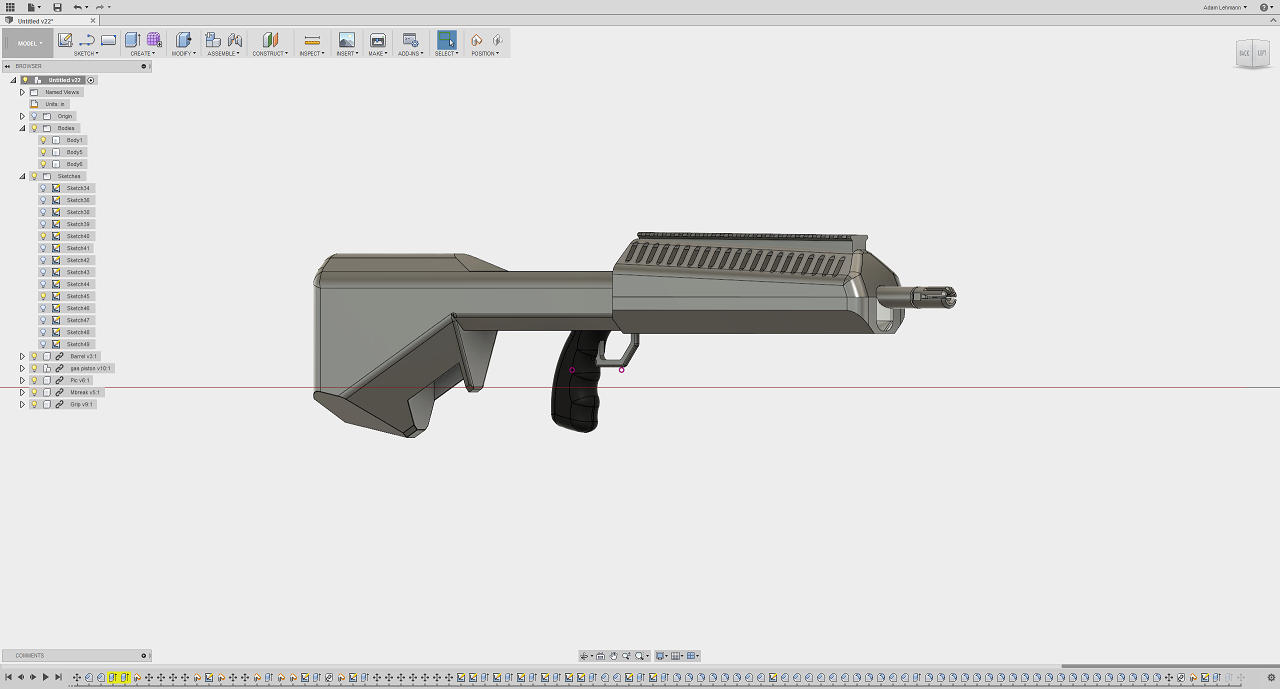 Adam Lehmann
Untitled v22*
MODEL
SKETCH
CREATE
MODIFY
ASSEMBLE
CONSTRUCT
INSPECT
INSERT
MAKE
ADD-INS
SELECT
POSITION
BACK
LEFT
BROWSER
Untitled v22
Named Views
Units: in
Origin
Bodies
Body1
Body5
Body6
Sketches
Sketch34
Sketch36
Sketch38
Sketch39
Sketch40
Sketch41
Sketch42
Sketch43
Sketch44
Sketch45
Sketch46
Sketch47
Sketch48
Sketch49
Barrel v3:1
gas piston v10:1
Pic v6:1
Mbreak v5:1
Grip v9:1
COMMENTS